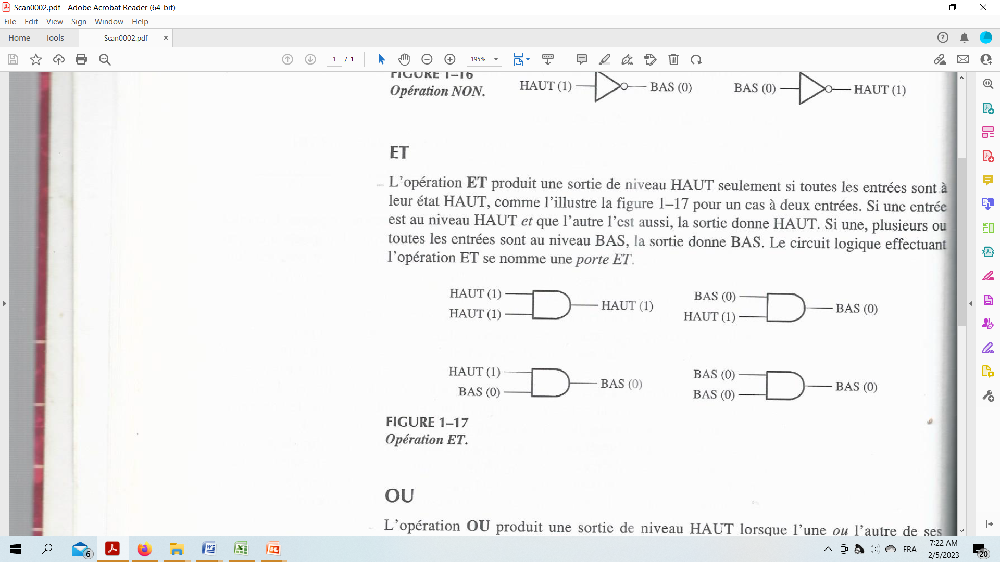 Scan0002.pdf - Adobe Acrobat Reader (64-bit)
File Edit View Sign Window Help
Home Tools Scan0002.pdf ×
1 / 1 195%
FIGURE 1–16
Opération NON.
HAUT (1) BAS (0) BAS (0) HAUT (1)
ET
L'opération ET produit une sortie de niveau HAUT seulement si toutes les entrées sont à
leur état HAUT, comme l'illustre la figure 1–17 pour un cas à deux entrées. Si une entrée
est au niveau HAUT et que l'autre l'est aussi, la sortie donne HAUT. Si une, plusieurs ou
toutes les entrées sont au niveau BAS, la sortie donne BAS. Le circuit logique effectuant
l'opération ET se nomme une porte ET.
HAUT (1)
HAUT (1)
HAUT (1)
BAS (0)
HAUT (1)
BAS (0)
HAUT (1)
BAS (0)
BAS (0)
BAS (0)
BAS (0)
BAS (0)
FIGURE 1–17
Opération ET.
OU
L'opération OU produit une sortie de niveau HAUT lorsque l'une ou l'autre de ses
6
FRA
7:22 AM
2/5/2023
20